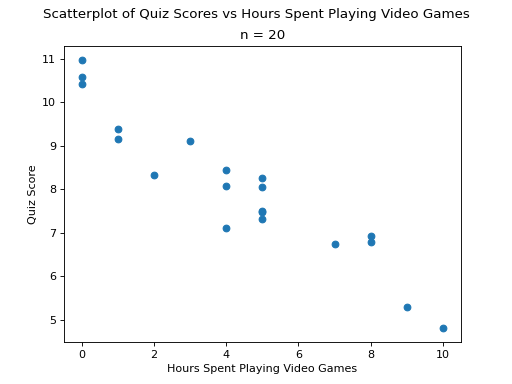 Scatterplot of Quiz Scores vs Hours Spent Playing Video Games
n = 20
11
10
9
8
7
6
5
Quiz Score
0 2 4 6 8 10
Hours Spent Playing Video Games